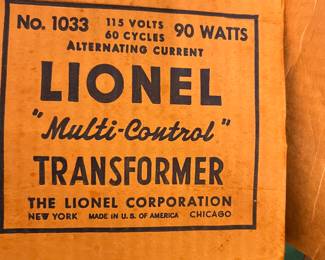 No. 1033 115 VOLTS 60 CYCLES 90 WATTS
ALTERNATING CURRENT
LIONEL
"Multi-Control"
TRANSFORMER
THE LIONEL CORPORATION
NEW YORK MADE IN U.S. OF AMERICA CHICAGO